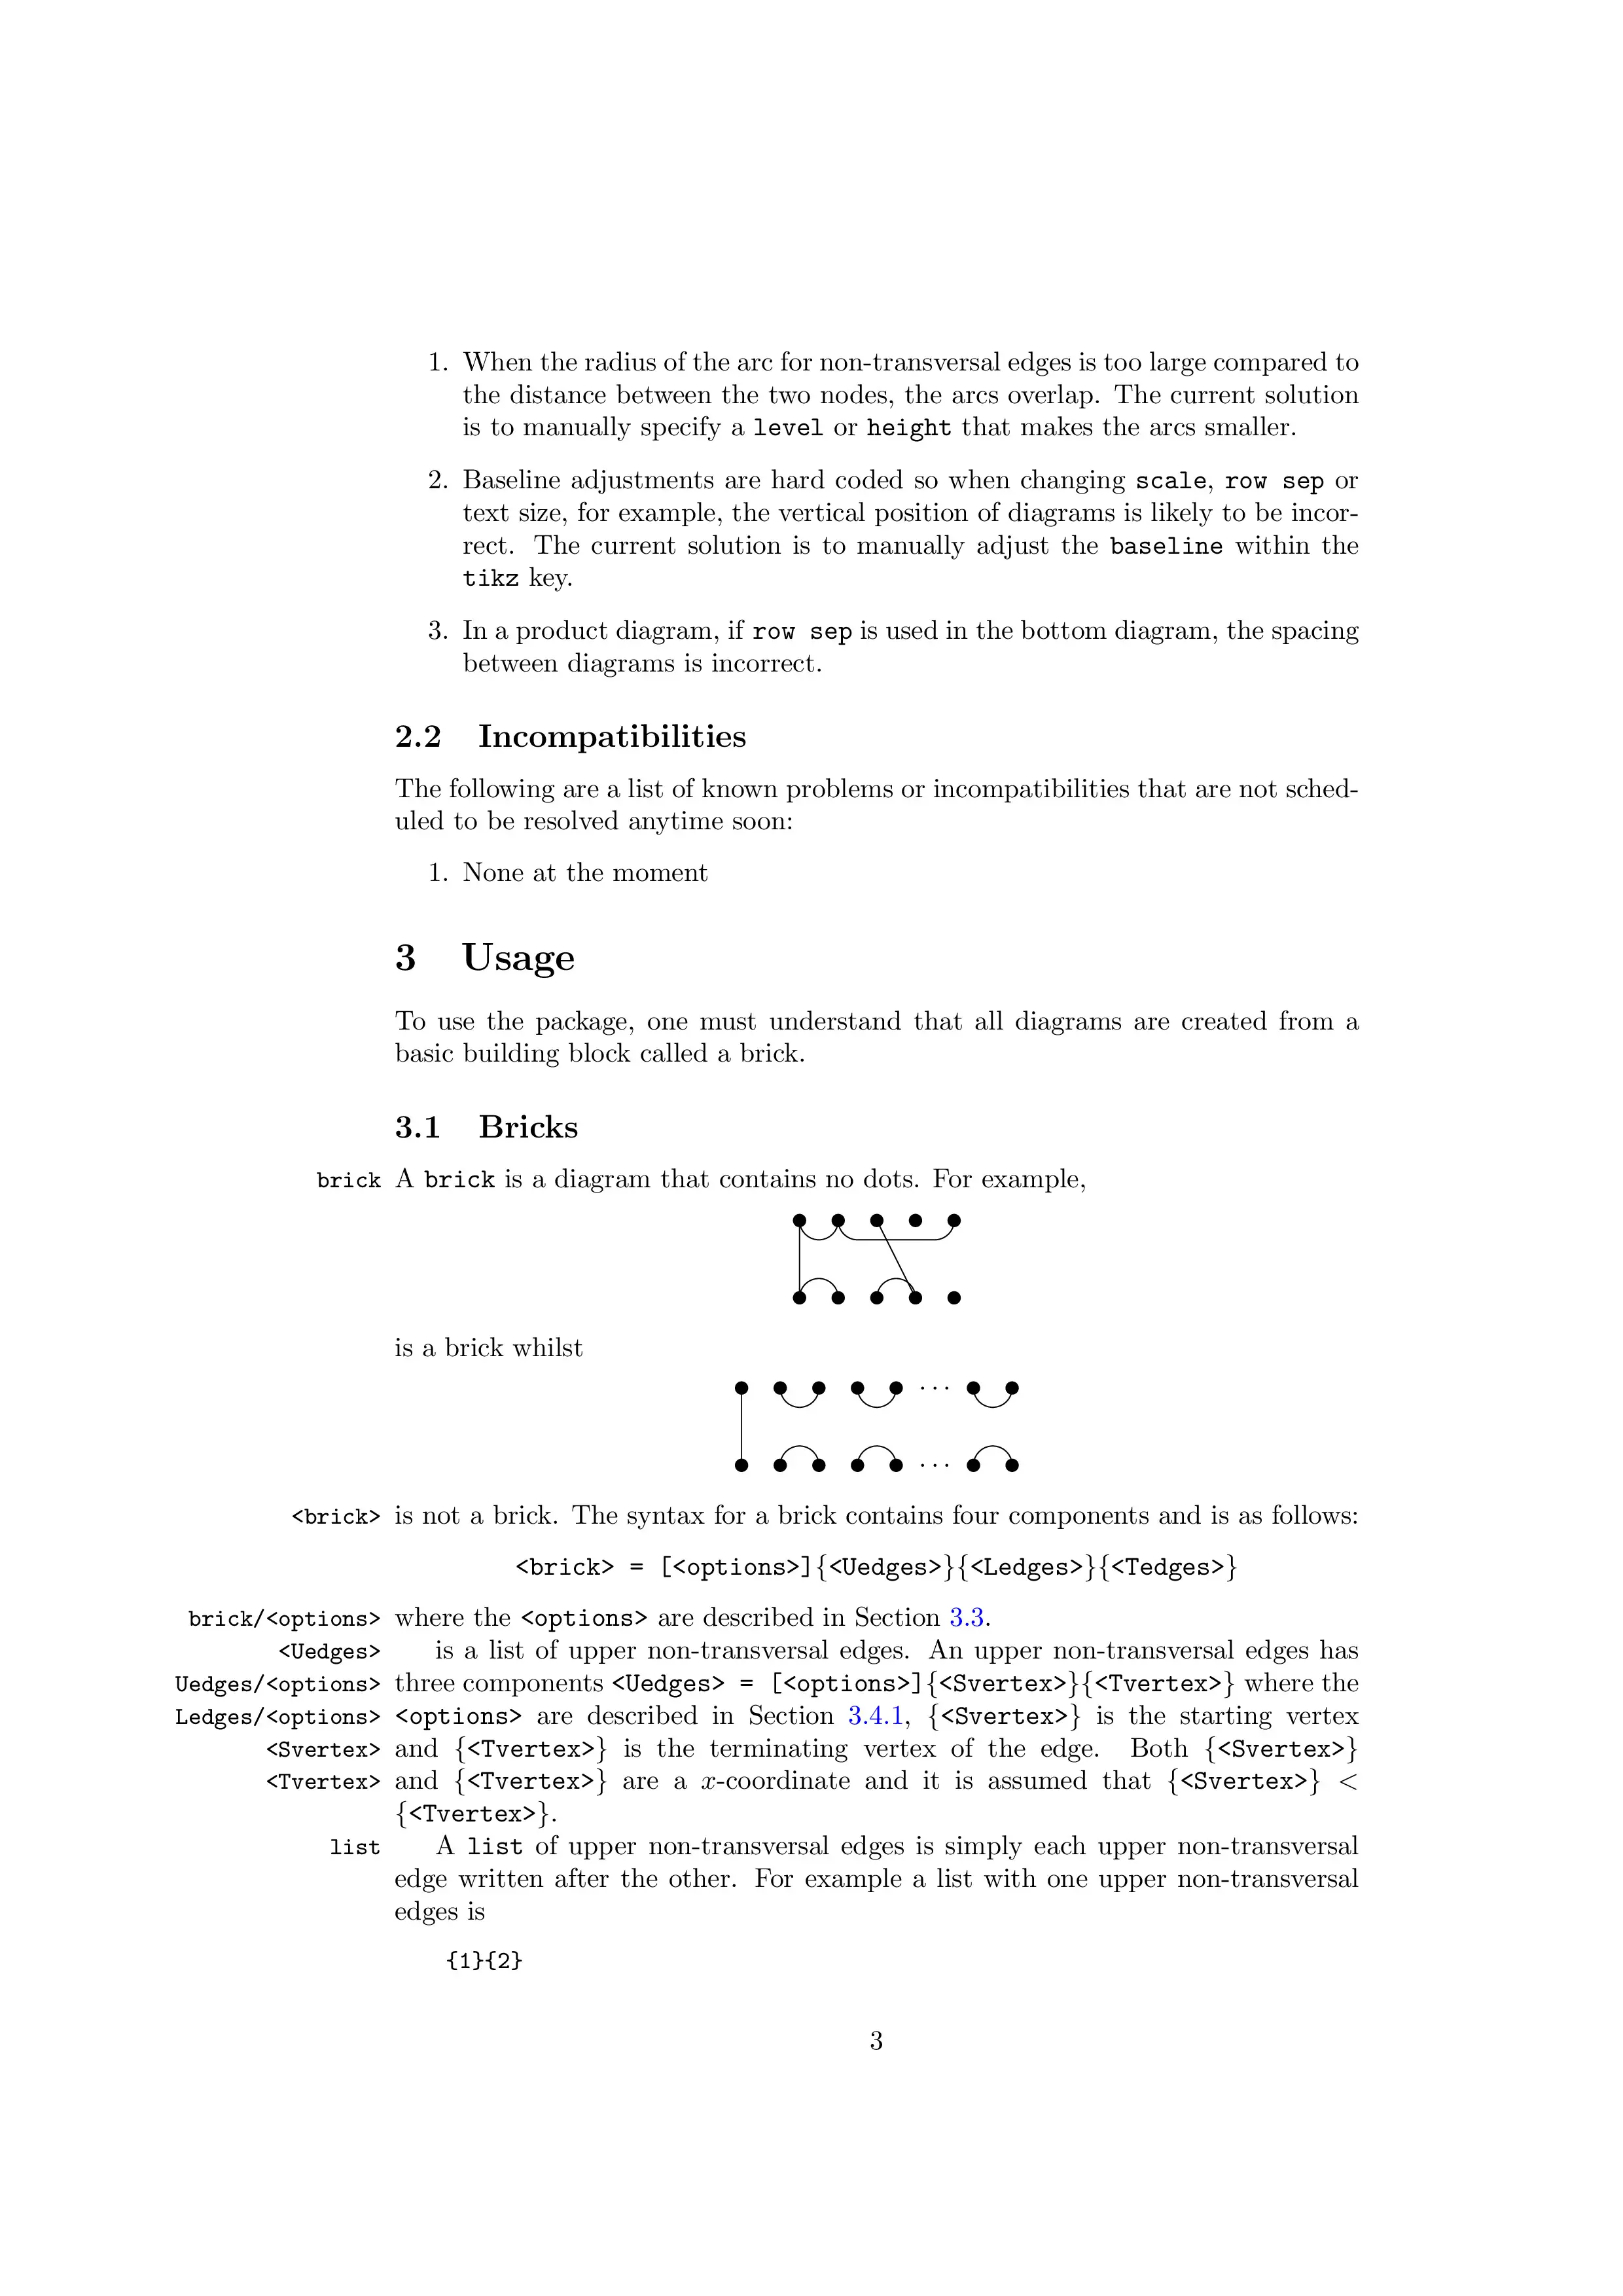 1. When the radius of the arc for non-transversal edges is too large compared to
the distance between the two nodes, the arcs overlap. The current solution
is to manually specify a level or height that makes the arcs smaller.
2. Baseline adjustments are hard coded so when changing scale, row sep or
text size, for example, the vertical position of diagrams is likely to be incor-
rect. The current solution is to manually adjust the baseline within the
tikz key.
3. In a product diagram, if row sep is used in the bottom diagram, the spacing
between diagrams is incorrect.
2.2 Incompatibilities
The following are a list of known problems or incompatibilities that are not sched-
uled to be resolved anytime soon:
1. None at the moment
3 Usage
To use the package, one must understand that all diagrams are created from a
basic building block called a brick.
3.1 Bricks
brick A brick is a diagram that contains no dots. For example,
is a brick whilst
· · ·
· · ·
<brick> is not a brick. The syntax for a brick contains four components and is as follows:
<brick> = [<options>]{<Uedges>}{<Ledges>}{<Tedges>}
brick/<options> where the <options> are described in Section 3.3.
<Uedges> is a list of upper non-transversal edges. An upper non-transversal edges has
Uedges/<options> three components <Uedges> = [<options>]{<Svertex>}{<Tvertex>} where the
Ledges/<options> <options> are described in Section 3.4.1, {<Svertex>} is the starting vertex
<Svertex> and {<Tvertex>} is the terminating vertex of the edge. Both {<Svertex>}
<Tvertex> and {<Tvertex>} are a x-coordinate and it is assumed that {<Svertex>} <
{<Tvertex>}.
list A list of upper non-transversal edges is simply each upper non-transversal
edge written after the other. For example a list with one upper non-transversal
edges is
{1}{2}
3